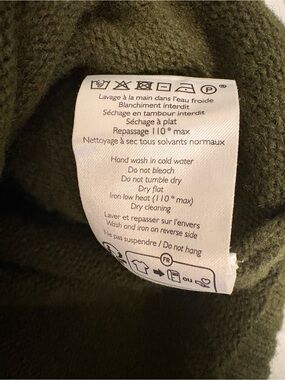 P
Lavage à la main dans l'eau froide
Blanchiment interdit
Séchage en tambour interdit
Séchage à plat
Repassage 110° max
Nettoyage à sec tous solvants normaux
Hand wash in cold water
Do not bleach
Do not tumble dry
Dry flat
Iron low heat (110° max)
Dry cleaning
Laver et repasser sur l'envers
Wash and iron on reverse side
Ne pas suspendre / Do not hang
FR
ou